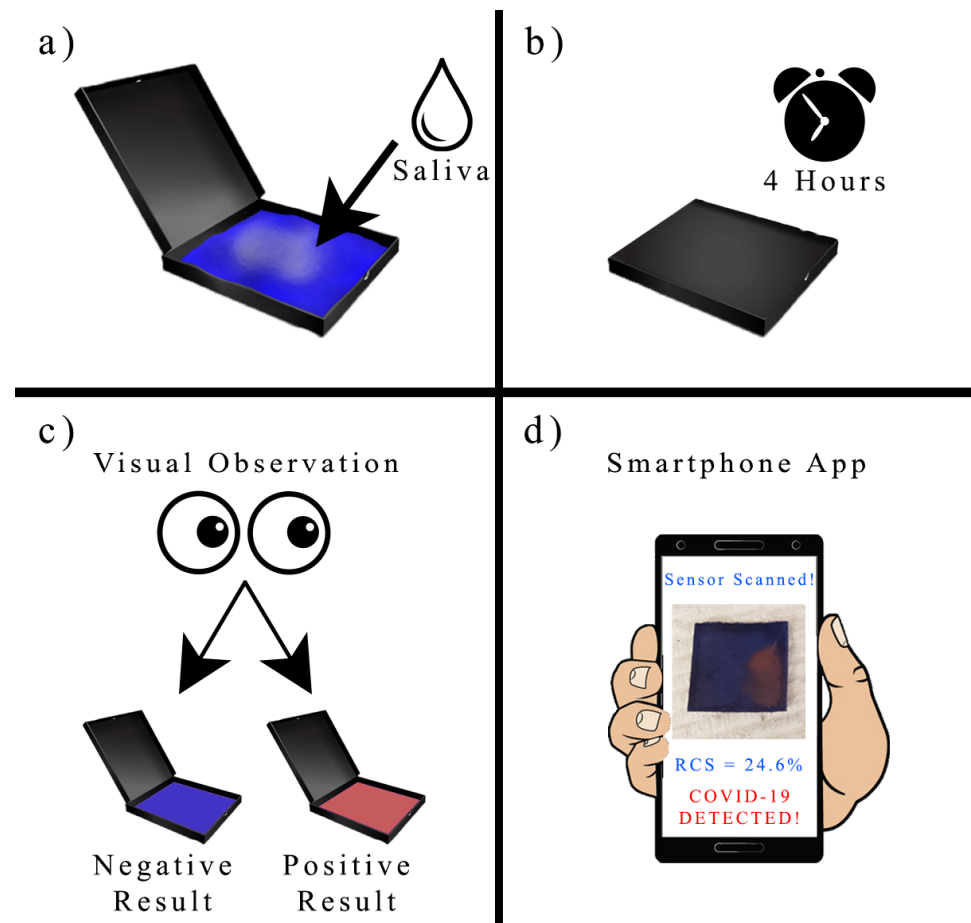 a)
Saliva
b)
4 Hours
c)
Visual Observation
Negative
Result
Positive
Result
d)
Smartphone App
Sensor Scanned!
RCS = 24.6%
COVID-19
DETECTED!